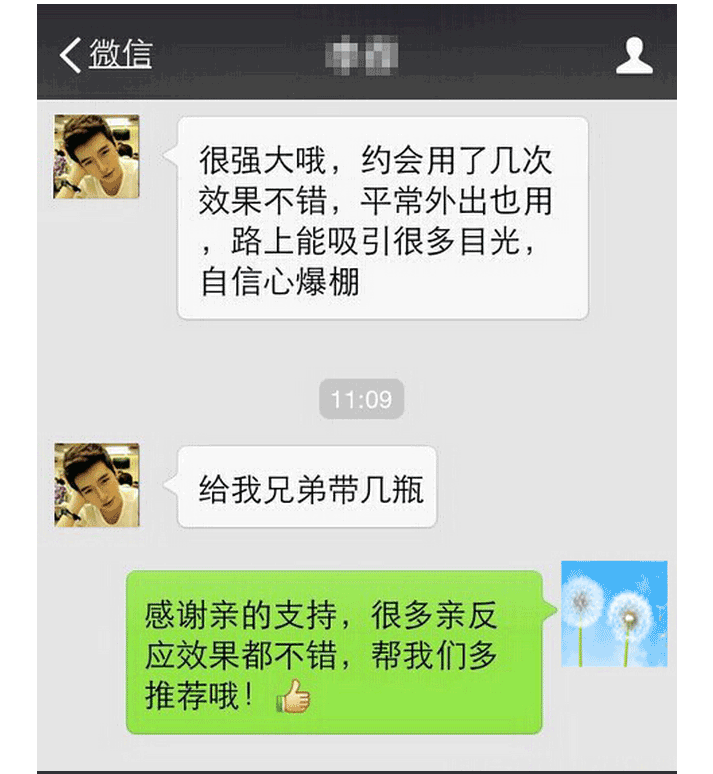 微信
很强大哦，约会用了几次
效果不错，平常外出也用
，路上能吸引很多目光，
自信心爆棚
11:09
给我兄弟带几瓶
感谢亲的支持，很多亲反
应效果都不错，帮我们多
推荐哦！